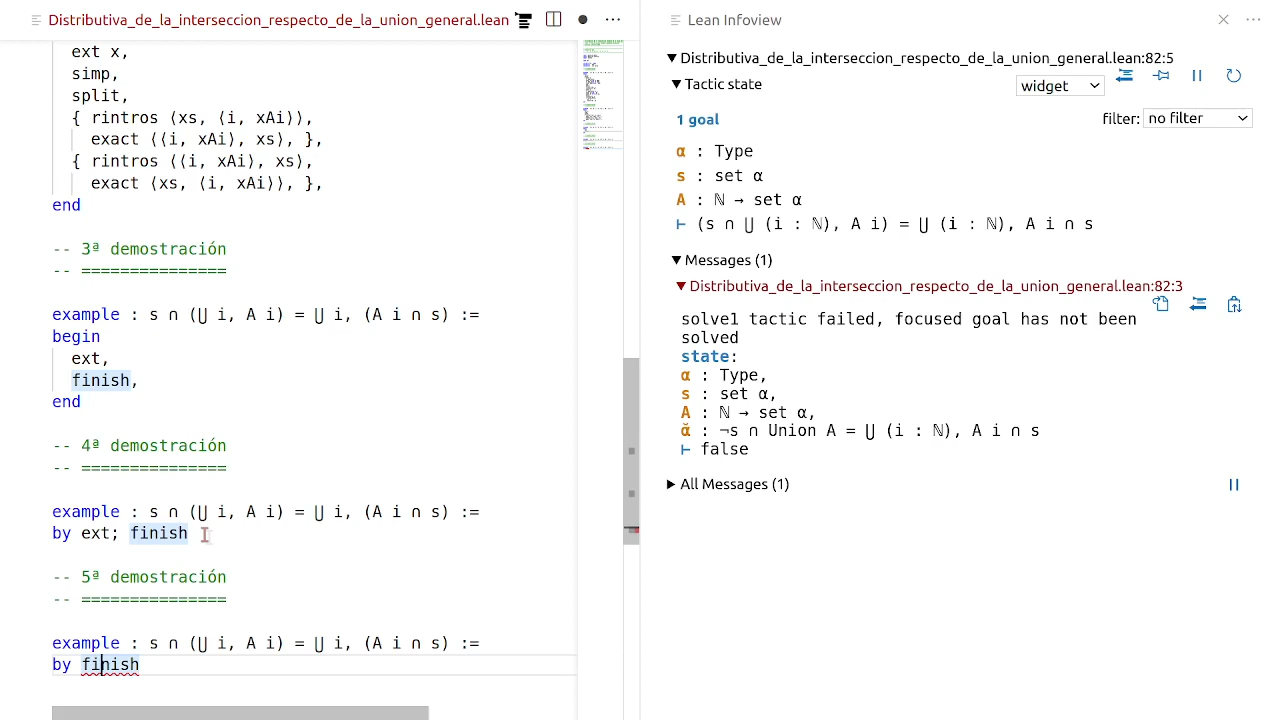 Distributiva_de_la_interseccion_respecto_de_la_union_general.lean
ext x,
simp,
split,
{ rintros ⟨xs, ⟨i, xAi⟩⟩,
exact ⟨⟨i, xAi⟩, xs⟩, },
{ rintros ⟨⟨i, xAi⟩, xs⟩,
exact ⟨xs, ⟨i, xAi⟩⟩, },
end
-- 3ª demostración
-- ===============
example : s ∩ (⋃ i, A i) = ⋃ i, (A i ∩ s) :=
begin
ext,
finish,
end
-- 4ª demostración
-- ===============
example : s ∩ (⋃ i, A i) = ⋃ i, (A i ∩ s) :=
by ext; finish
-- 5ª demostración
-- ===============
example : s ∩ (⋃ i, A i) = ⋃ i, (A i ∩ s) :=
by finish
Lean Infoview
Distributiva_de_la_interseccion_respecto_de_la_union_general.lean:82:5
Tactic state
widget
1 goal
filter: no filter
α : Type
s : set α
A : ℕ → set α
⊢ (s ∩ ⋃ (i : ℕ), A i) = ⋃ (i : ℕ), A i ∩ s
Messages (1)
Distributiva_de_la_interseccion_respecto_de_la_union_general.lean:82:3
solve1 tactic failed, focused goal has not been
solved
state:
α : Type,
s : set α,
A : ℕ → set α,
ᾰ : ¬s ∩ Union A = ⋃ (i : ℕ), A i ∩ s
⊢ false
All Messages (1)